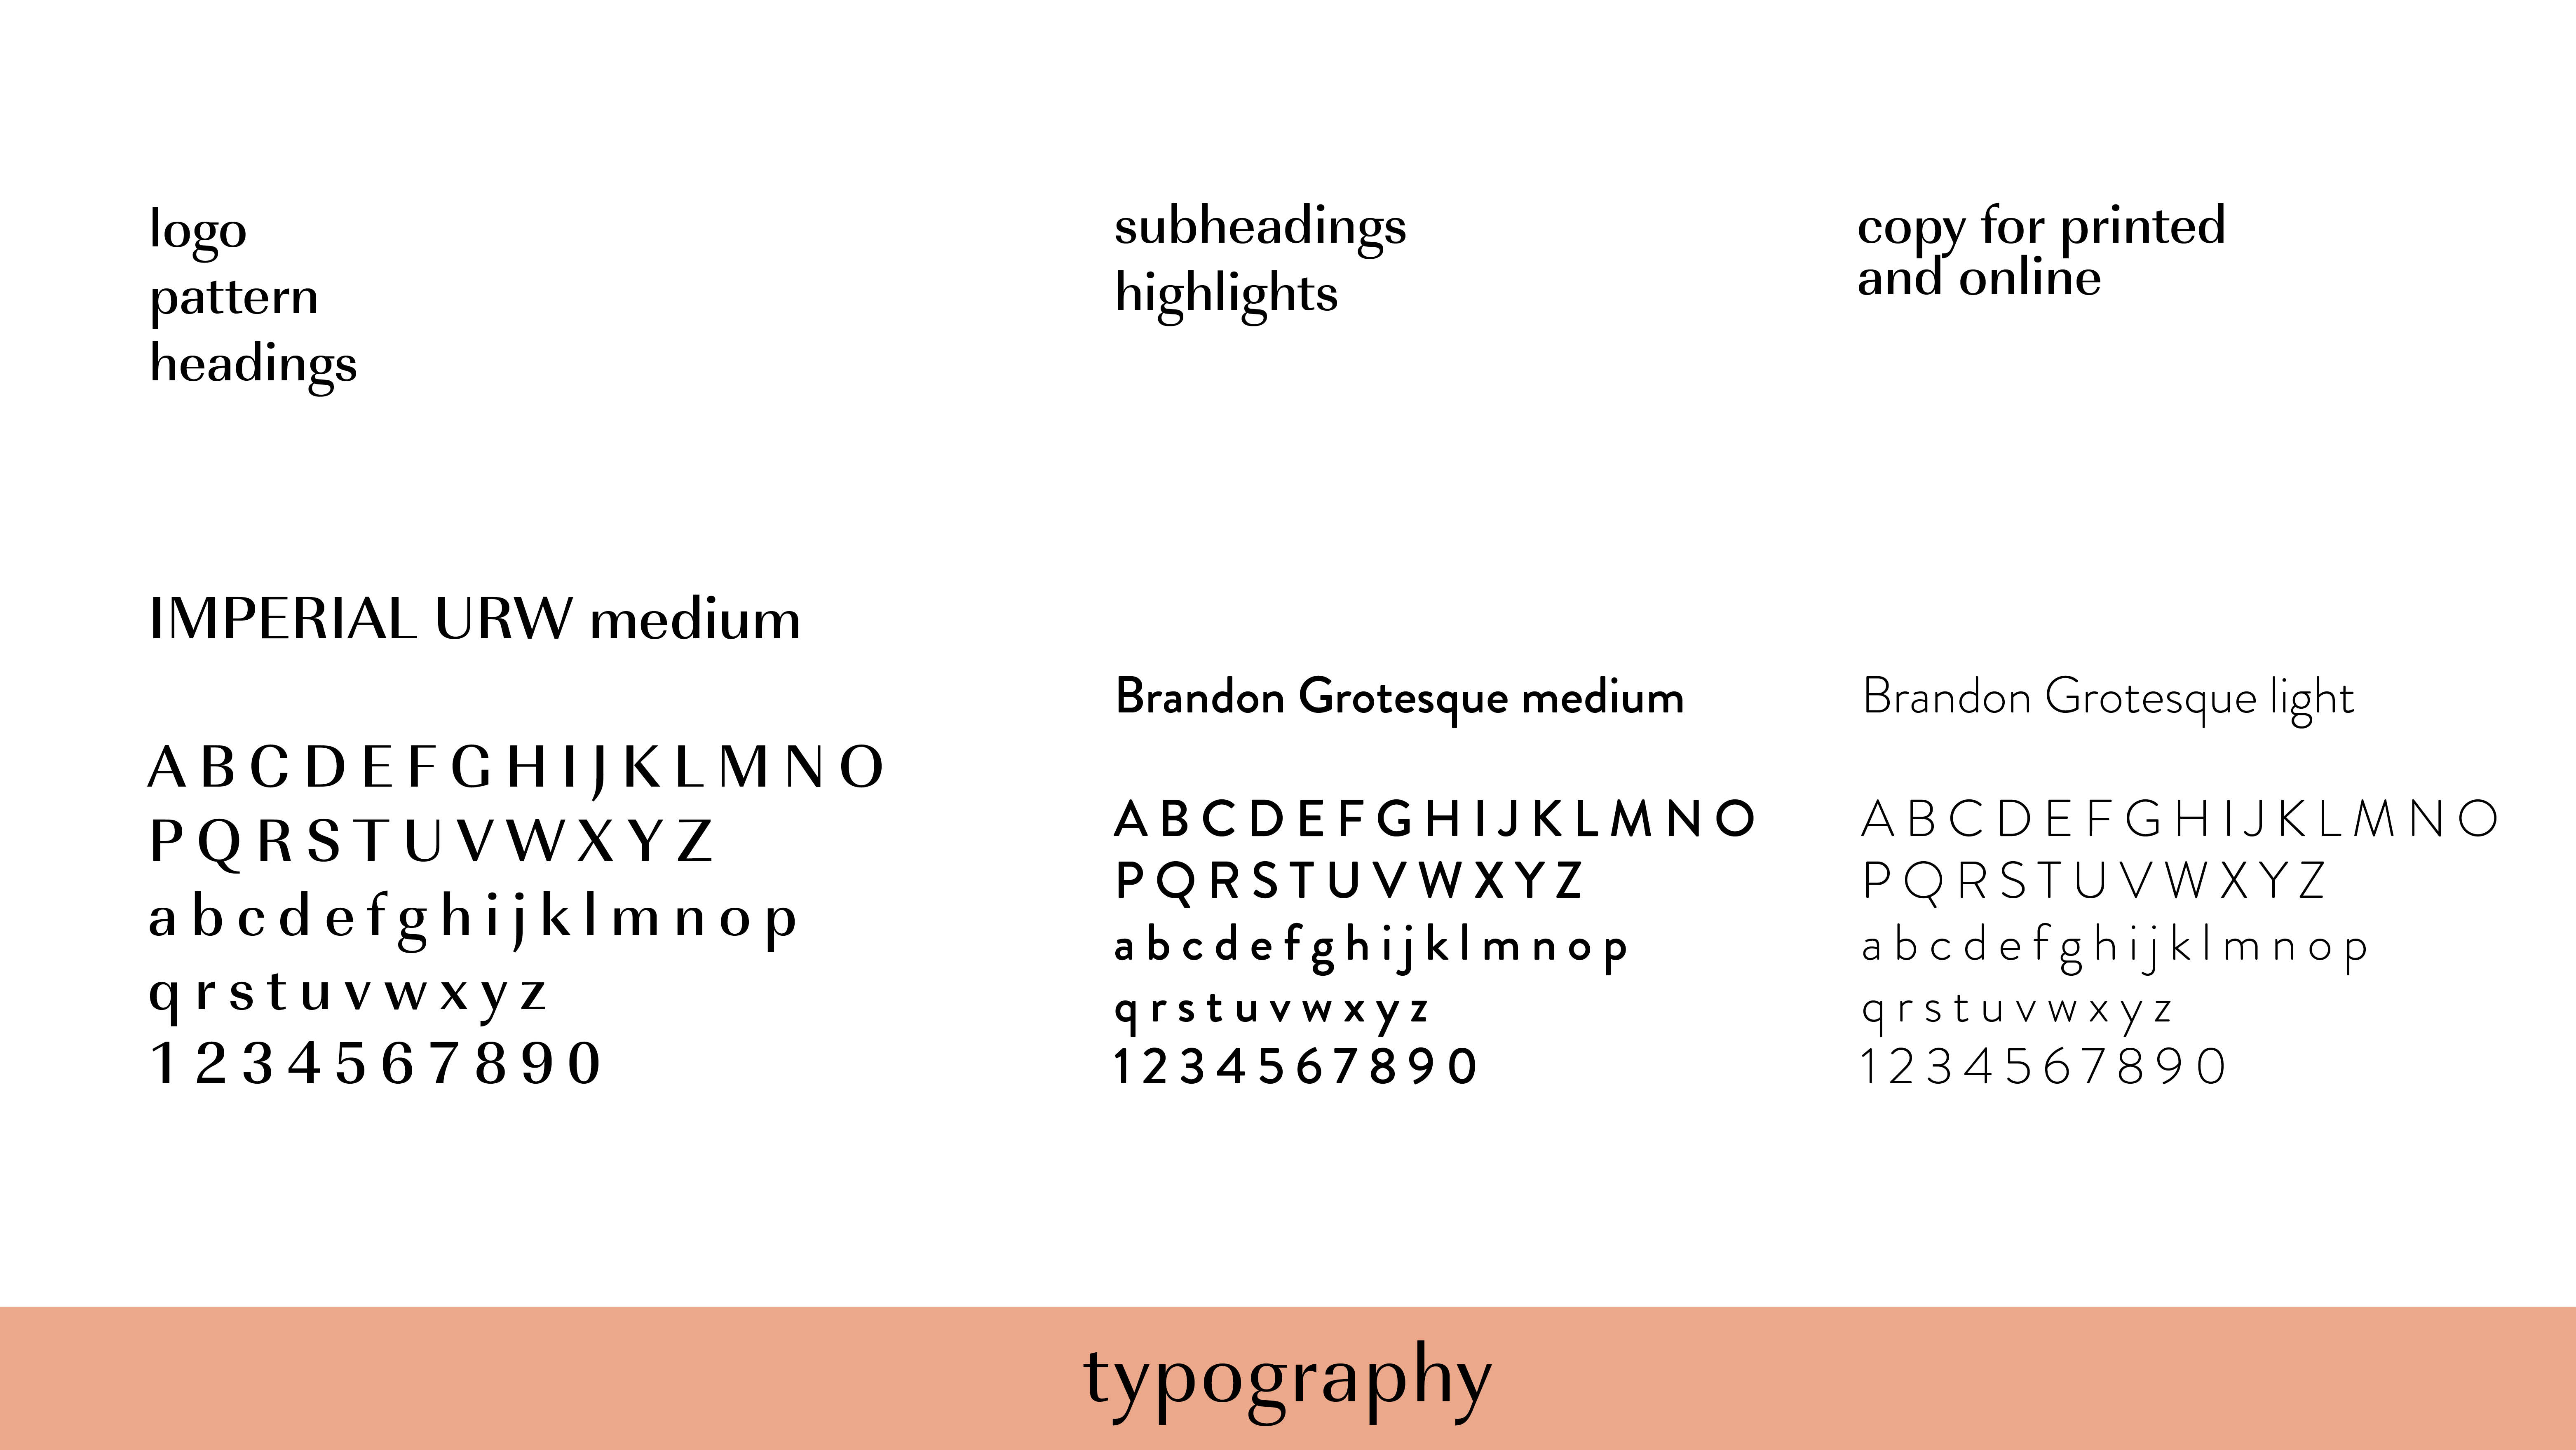 logo
pattern
headings
subheadings
highlights
copy for printed
and online
IMPERIAL URW medium
A B C D E F G H I J K L M N O
P Q R S T U V W X Y Z
a b c d e f g h i j k l m n o p
q r s t u v w x y z
1 2 3 4 5 6 7 8 9 0
Brandon Grotesque medium
A B C D E F G H I J K L M N O
P Q R S T U V W X Y Z
a b c d e f g h i j k l m n o p
q r s t u v w x y z
1 2 3 4 5 6 7 8 9 0
Brandon Grotesque light
A B C D E F G H I J K L M N O
P Q R S T U V W X Y Z
a b c d e f g h i j k l m n o p
q r s t u v w x y z
1 2 3 4 5 6 7 8 9 0
typography